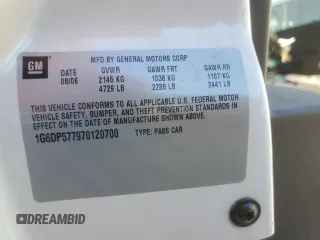 GM
MFD BY GENERAL MOTORS CORP
DATE GVWR GAWR FRT GAWR RR
08/06 2145 KG 1038 KG 1107 KG
4729 LB 2288 LB 2441 LB
THIS VEHICLE CONFORMS TO ALL APPLICABLE U.S. FEDERAL MOTOR
VEHICLE SAFETY, BUMPER, AND THEFT PREVENTION STANDARDS
IN EFFECT ON THE DATE OF MANUFACTURE SHOWN ABOVE.
1G6DP577970120700 TYPE: PASS CAR
DREAMBID